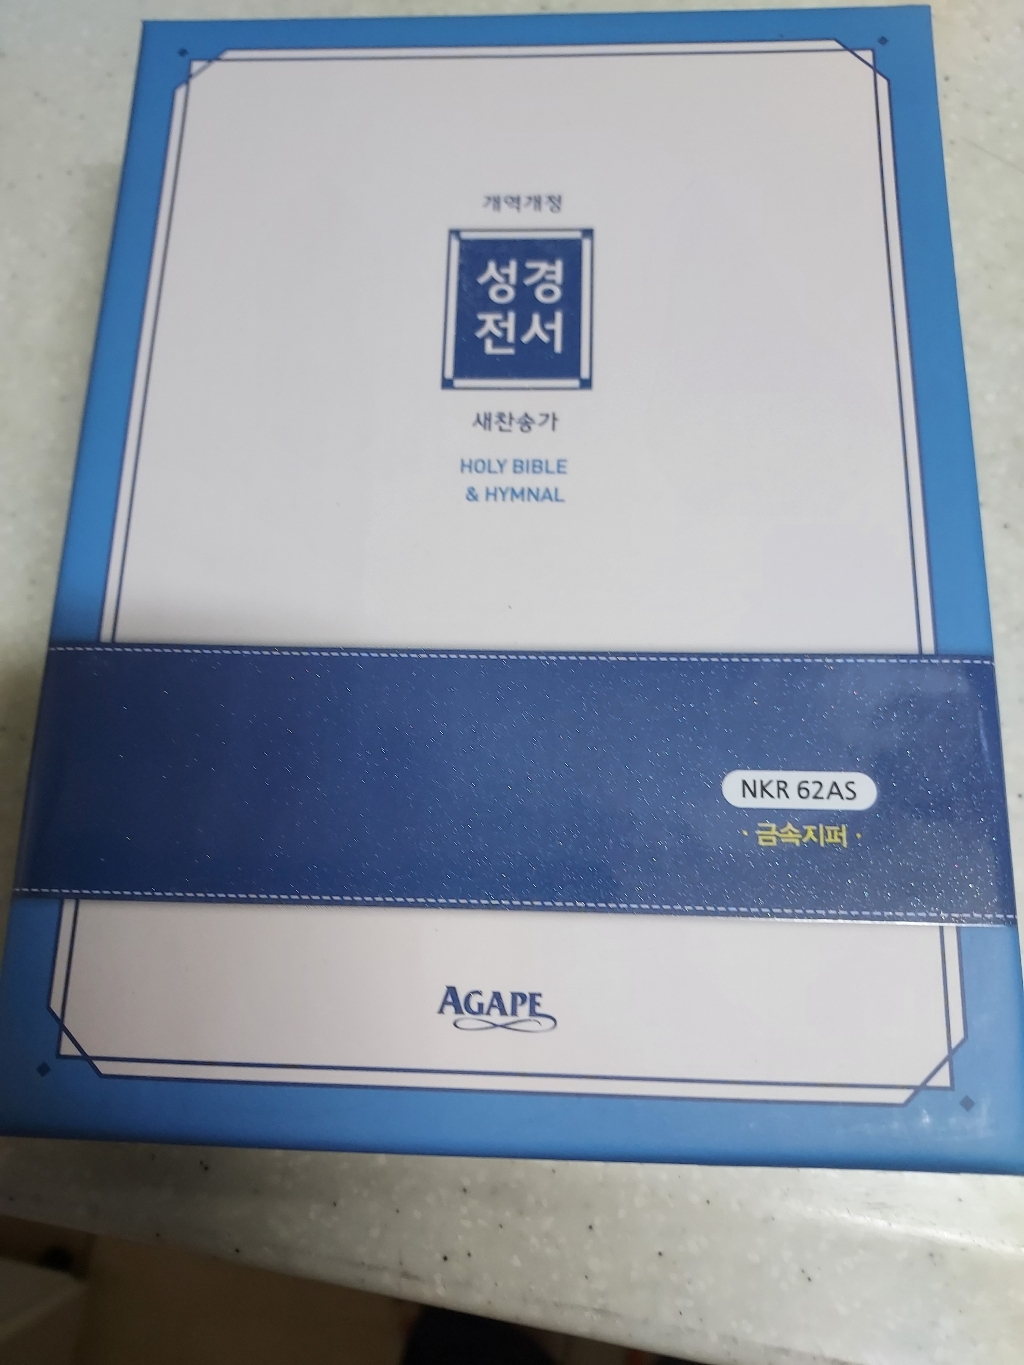 개역개정
성경
전서
새찬송가
HOLY BIBLE
& HYMNAL
NKR 62AS
· 금속지퍼 ·
AGAPE